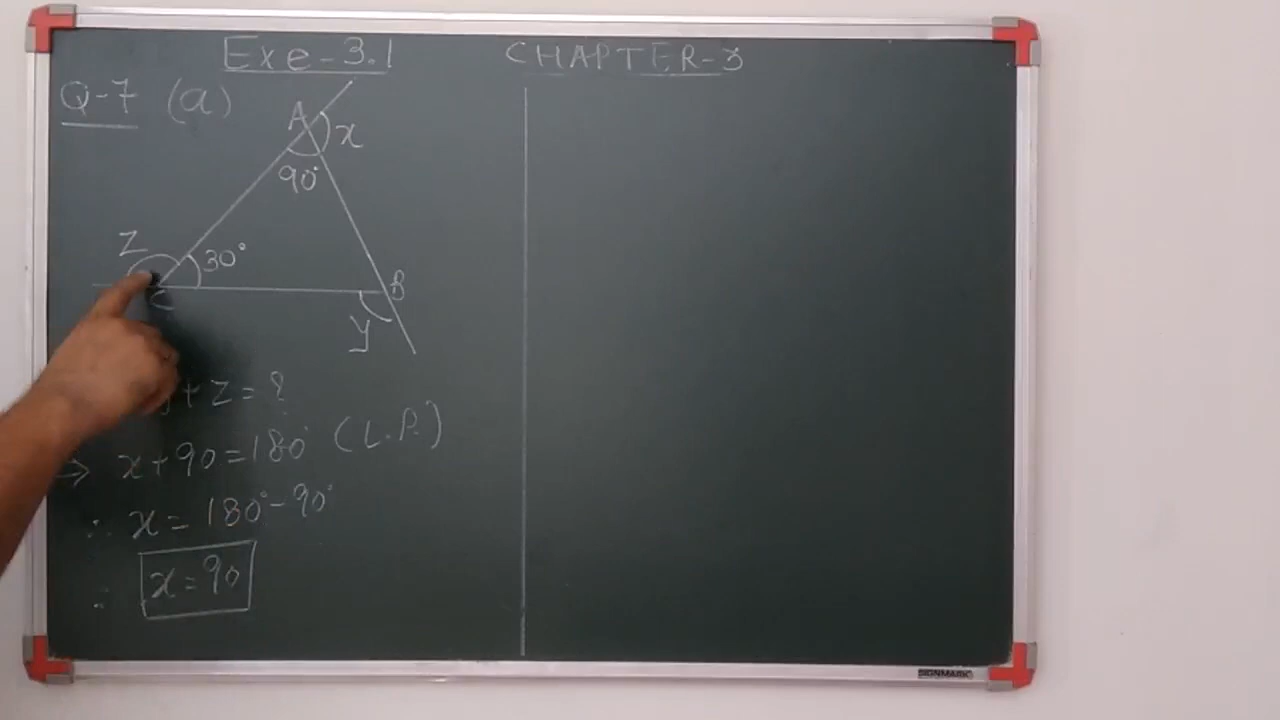 Exe-3.1
CHAPTER-3
Q-7 (a)
A
x
90°
Z
30°
C
B
y
y+z=?
⇒ x+90=180° (L.P.)
∴ x= 180°-90°
∴ x=90
SIGNMARK